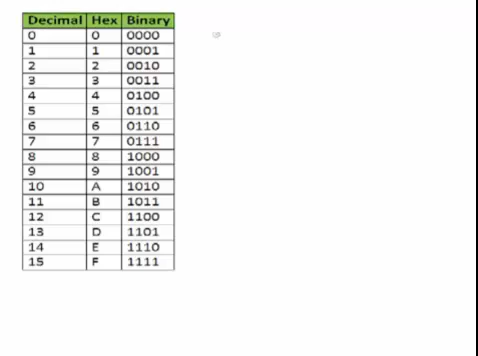 Decimal Hex Binary
0 0 0000
1 1 0001
2 2 0010
3 3 0011
4 4 0100
5 5 0101
6 6 0110
7 7 0111
8 8 1000
9 9 1001
10 A 1010
11 B 1011
12 C 1100
13 D 1101
14 E 1110
15 F 1111